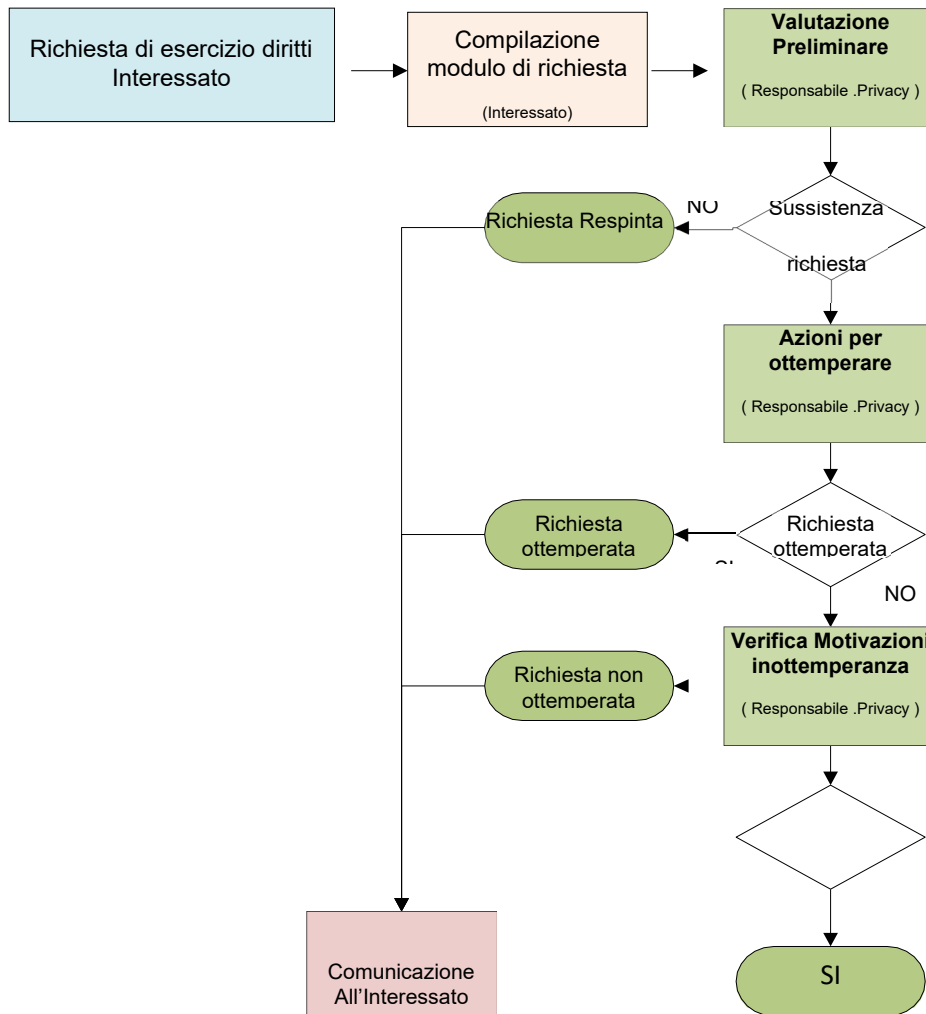 Richiesta di esercizio diritti
Interessato
Compilazione
modulo di richiesta
(Interessato)
Valutazione
Preliminare
( Responsabile .Privacy )
Sussistenza
richiesta
NO
Richiesta Respinta
Azioni per
ottemperare
( Responsabile .Privacy )
Richiesta
ottemperata
Richiesta
ottemperata
NO
Verifica Motivazioni
inottemperanza
( Responsabile .Privacy )
Richiesta non
ottemperata
SI
Comunicazione
All’Interessato